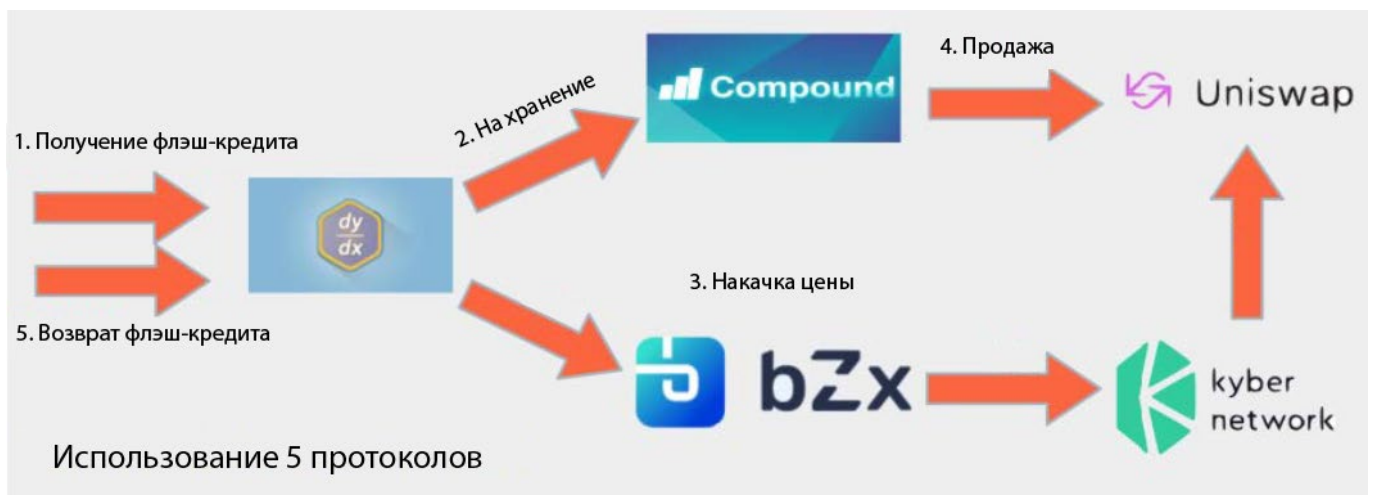 4. Продажа
2. На хранение
Compound
Uniswap
1. Получение флэш-кредита
dy
dx
3. Накачка цены
5. Возврат флэш-кредита
bZx
kyber
network
Использование 5 протоколов